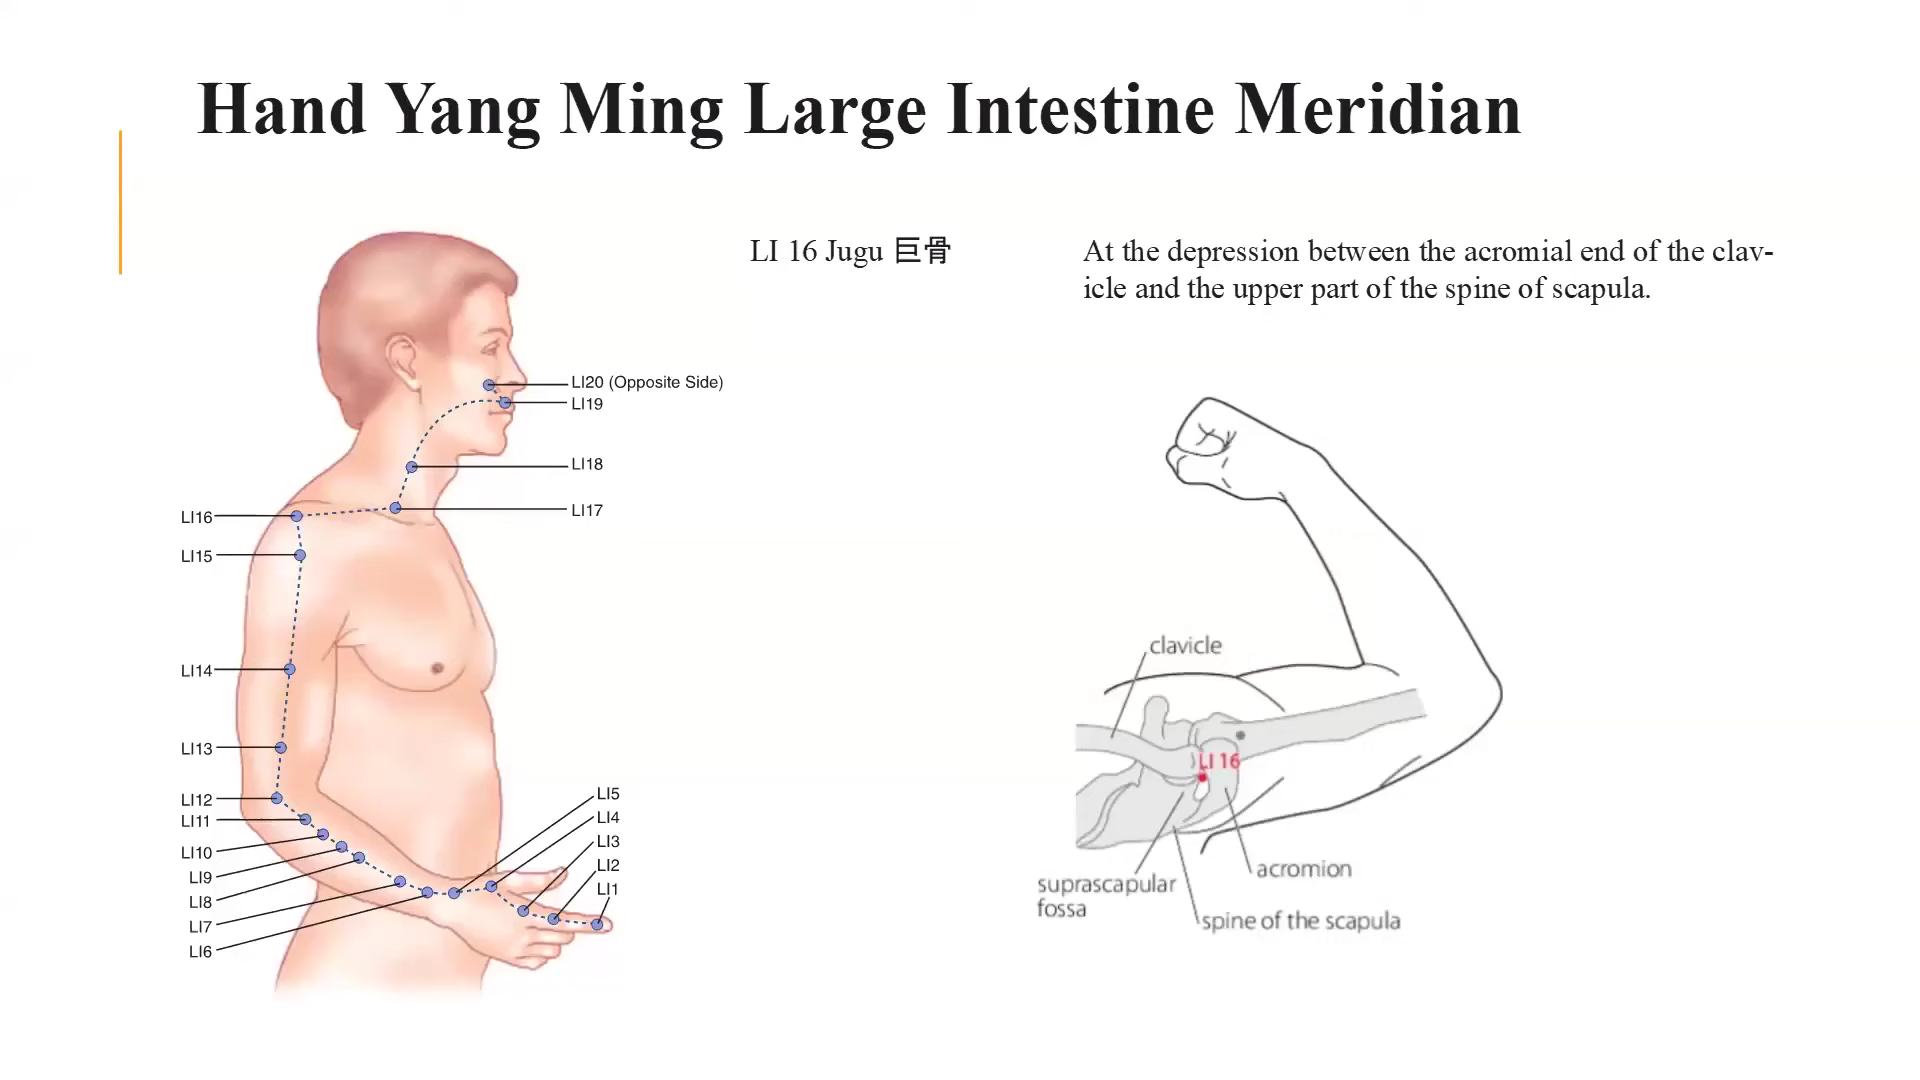 Hand Yang Ming Large Intestine Meridian
LI 16 Jugu 巨骨
At the depression between the acromial end of the clav-
icle and the upper part of the spine of scapula.
LI20 (Opposite Side)
LI19
LI18
LI17
LI16
LI15
LI14
LI13
LI12
LI11
LI10
LI9
LI8
LI7
LI6
LI5
LI4
LI3
LI2
LI1
clavicle
LI 16
acromion
suprascapular
fossa
spine of the scapula